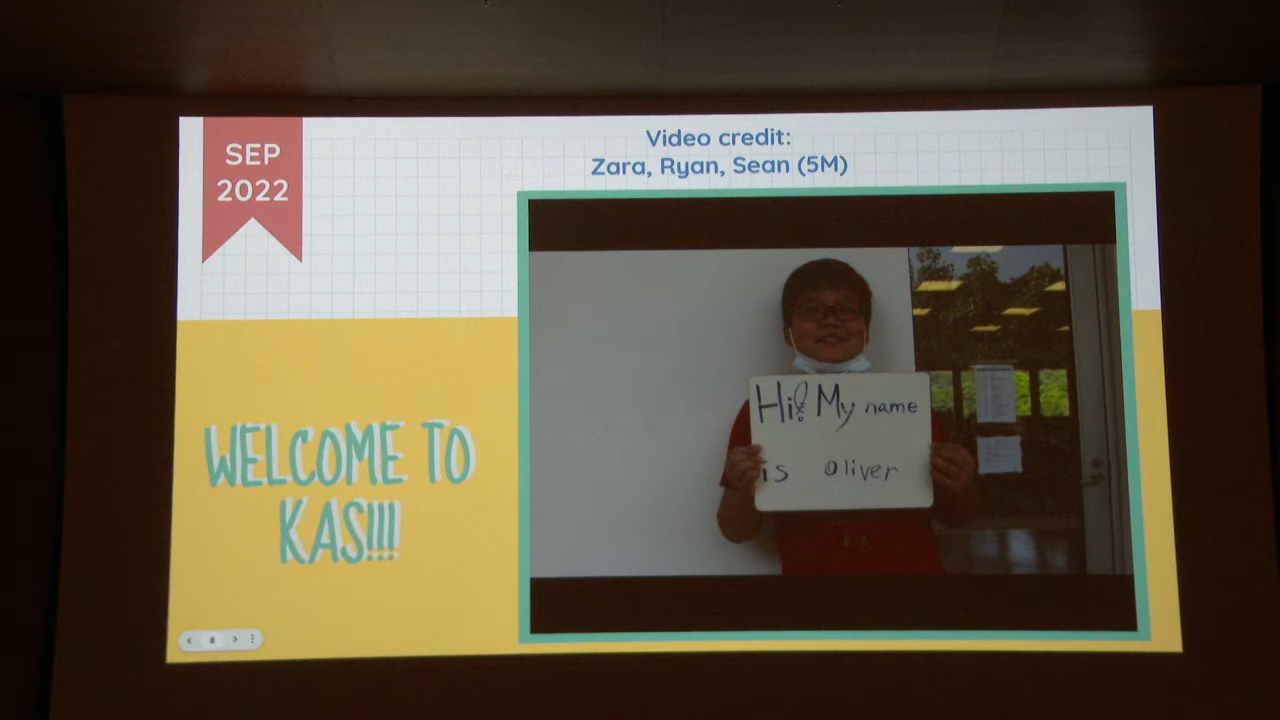 SEP
2022
Video credit:
Zara, Ryan, Sean (5M)
Hi! My name
is Oliver
WELCOME TO
KAS!!!